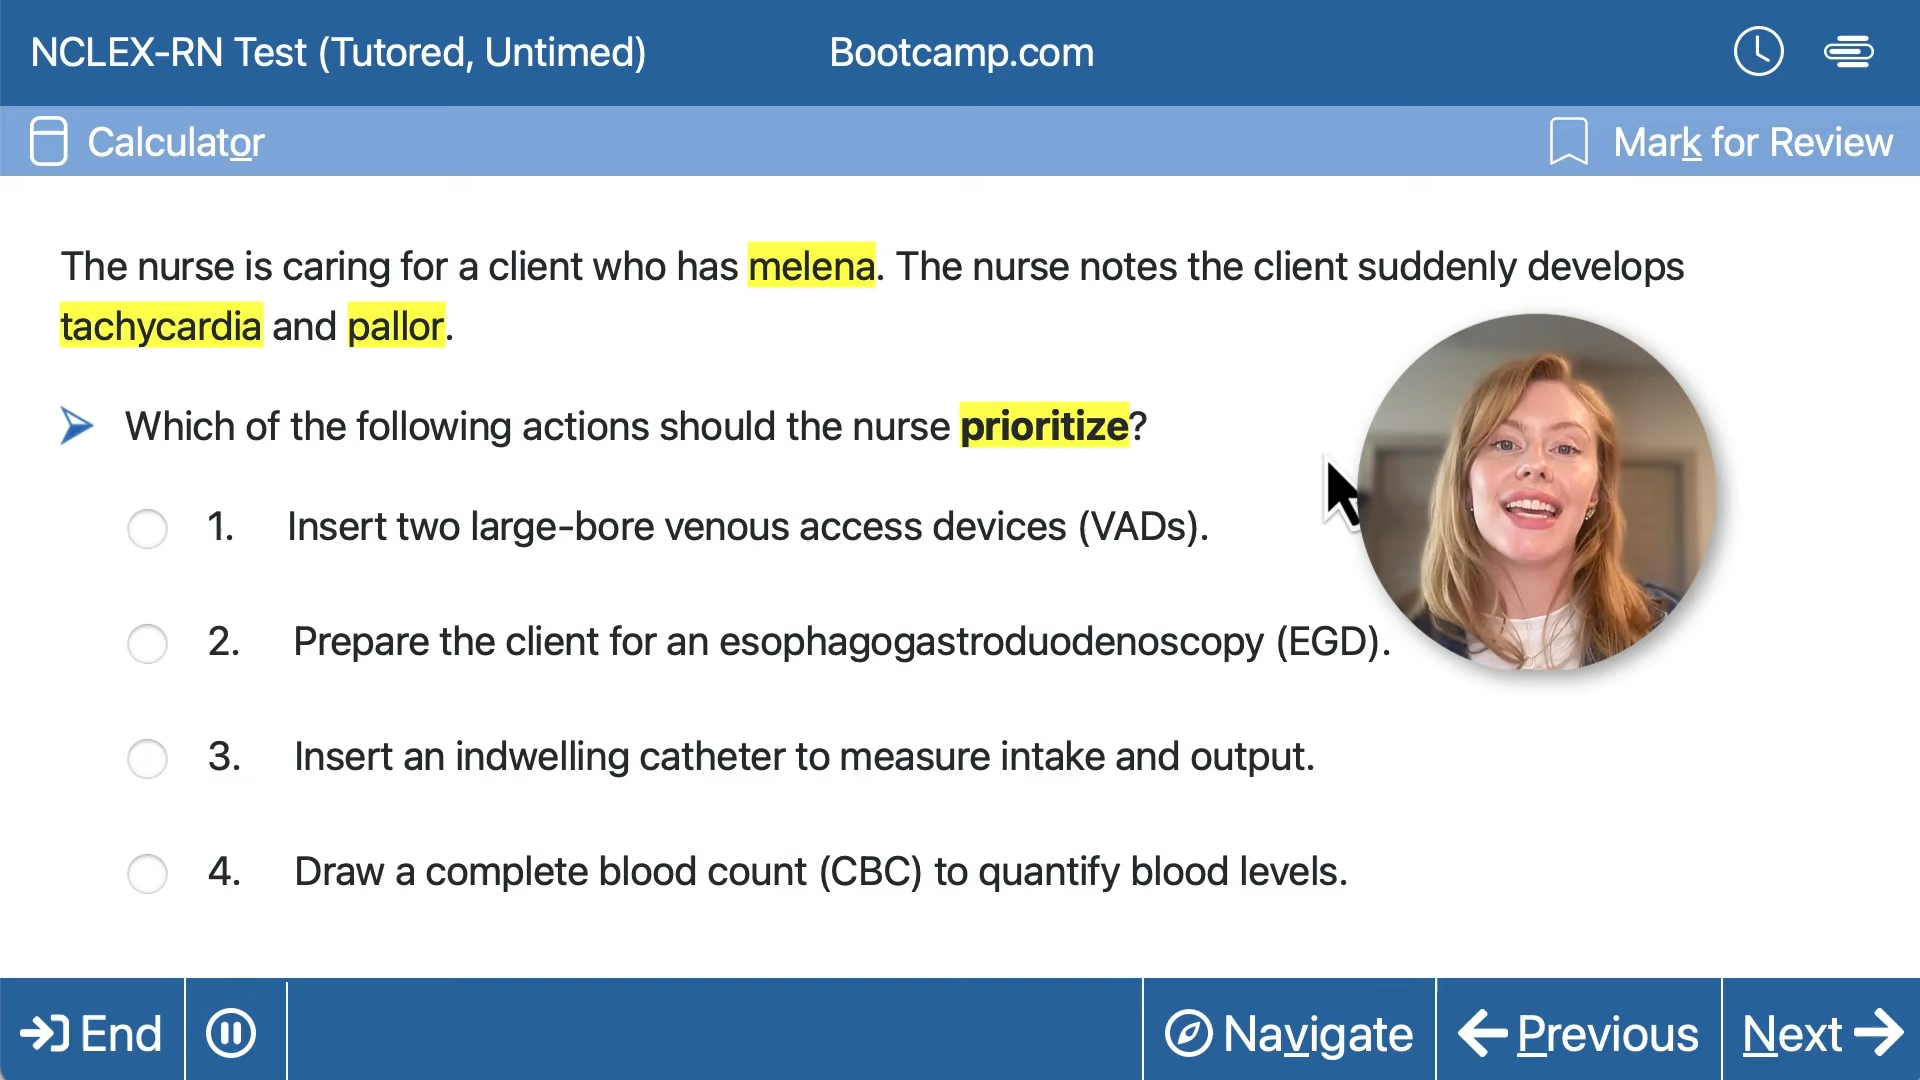 NCLEX-RN Test (Tutored, Untimed)
Bootcamp.com
Calculator
Mark for Review
The nurse is caring for a client who has melena. The nurse notes the client suddenly develops
tachycardia and pallor.
Which of the following actions should the nurse prioritize?
1. Insert two large-bore venous access devices (VADs).
2. Prepare the client for an esophagogastroduodenoscopy (EGD).
3. Insert an indwelling catheter to measure intake and output.
4. Draw a complete blood count (CBC) to quantify blood levels.
End
Navigate
Previous
Next